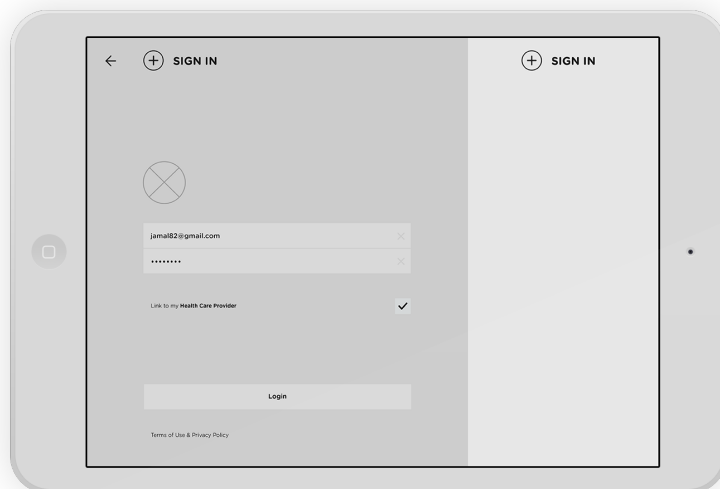 SIGN IN
SIGN IN
jamal82@gmail.com
••••••••
Link to my Health Care Provider
Login
Terms of Use & Privacy Policy